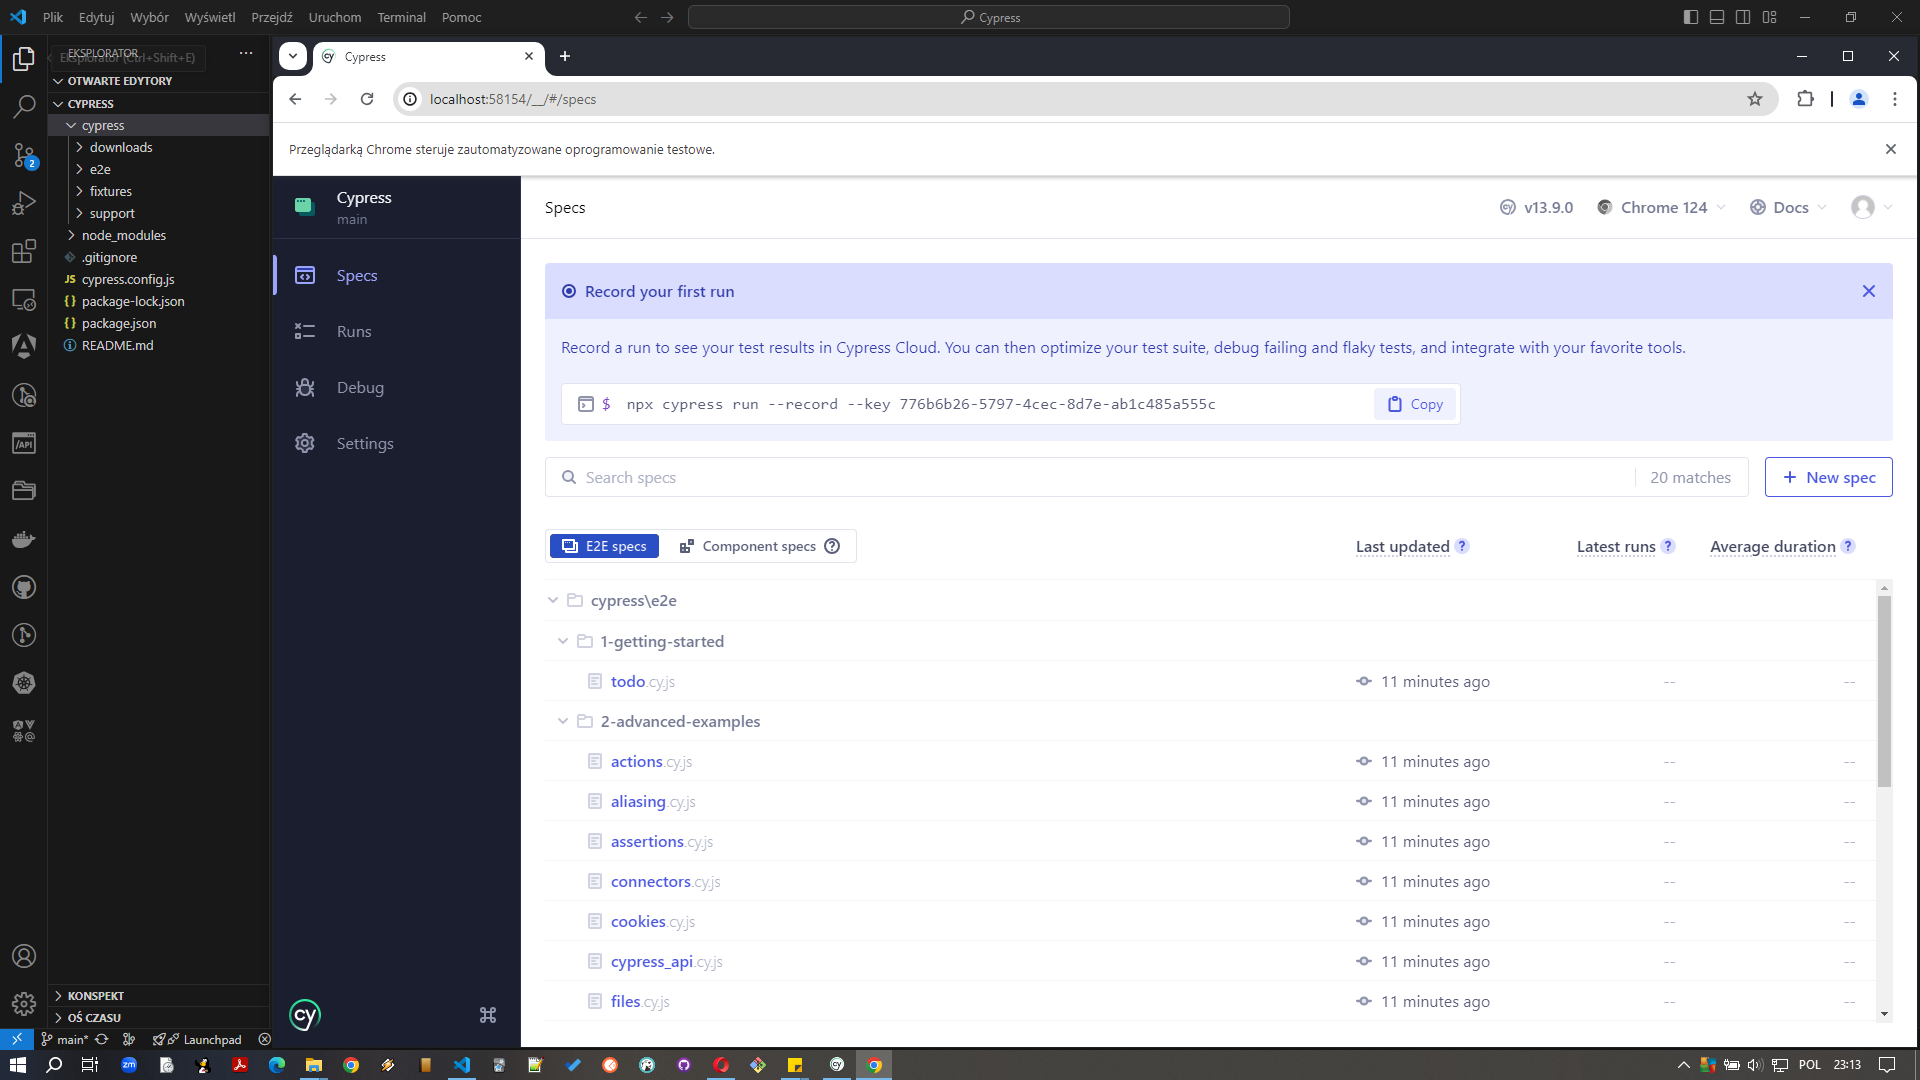 Plik Edytuj Wybór Wyświetl Przejdź Uruchom Terminal Pomoc
Cypress
EKSPLORATOR
Eksplorator (Ctrl+Shift+E)
OTWARTE EDYTORY
CYPRESS
cypress
downloads
e2e
fixtures
support
node_modules
.gitignore
JS cypress.config.js
{} package-lock.json
{} package.json
README.md
2
/API
KONSPEKT
OŚ CZASU
main*
Launchpad
Cypress
localhost:58154/__/#/specs
Przeglądarką Chrome steruje zautomatyzowane oprogramowanie testowe.
Cypress
main
Specs
Runs
Debug
Settings
cy
Specs
v13.9.0
Chrome 124
Docs
Record your first run
Record a run to see your test results in Cypress Cloud. You can then optimize your test suite, debug failing and flaky tests, and integrate with your favorite tools.
$ npx cypress run --record --key 776b6b26-5797-4cec-8d7e-ab1c485a555c
Copy
Search specs
20 matches
+ New spec
E2E specs
Component specs ?
Last updated ?
Latest runs ?
Average duration ?
cypress\e2e
1-getting-started
todo.cy.js 11 minutes ago -- --
2-advanced-examples
actions.cy.js 11 minutes ago -- --
aliasing.cy.js 11 minutes ago -- --
assertions.cy.js 11 minutes ago -- --
connectors.cy.js 11 minutes ago -- --
cookies.cy.js 11 minutes ago -- --
cypress_api.cy.js 11 minutes ago -- --
files.cy.js 11 minutes ago -- --
zm
POL
23:13